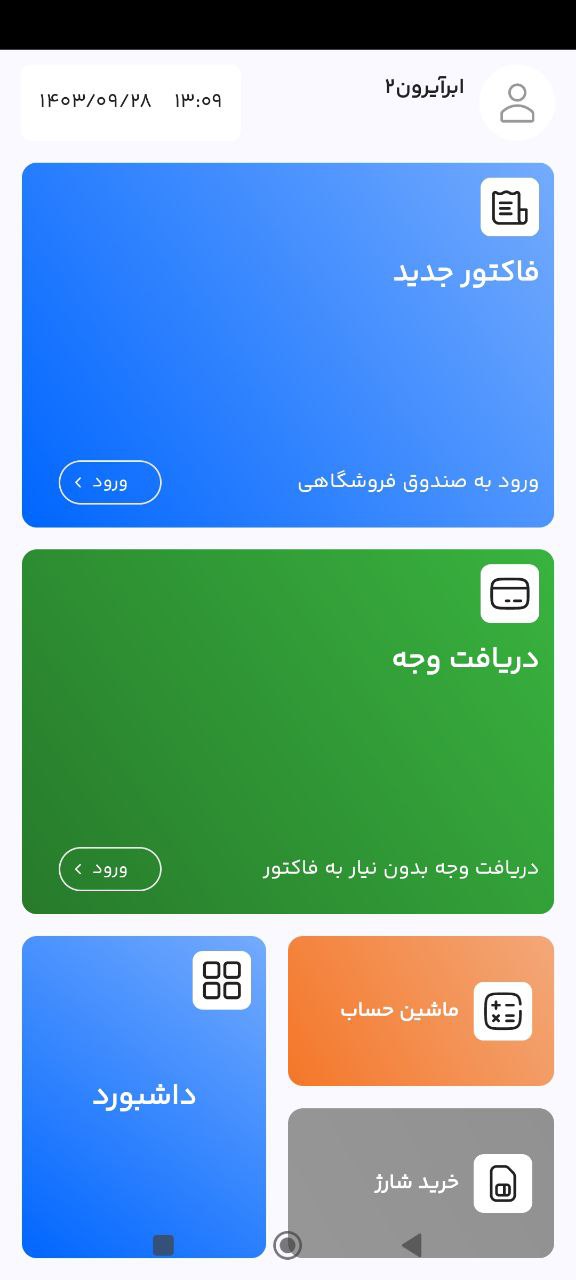 ابرآیرون۲
۱۳:۰۹ ۱۴۰۳/۰۹/۲۸
فاکتور جدید
ورود به صندوق فروشگاهی
ورود
دریافت وجه
دریافت وجه بدون نیار به فاکتور
ورود
ماشین حساب
داشبورد
خرید شارژ